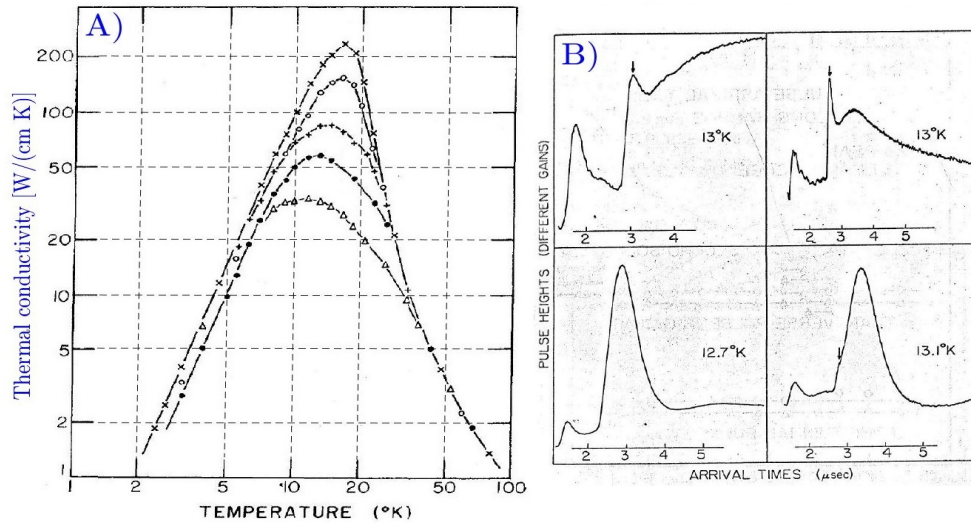 A)
Thermal conductivity [W/(cm K)]
200
100
50
20
10
5
2
1
1
2
5
10
20
50
100
TEMPERATURE (°K)
B)
PULSE HEIGHTS (DIFFERENT GAINS)
13°K
2 3 4
13°K
2 3 4 5
12.7°K
2 3 4 5
13.1°K
2 3 4 5
ARRIVAL TIMES (μsec)